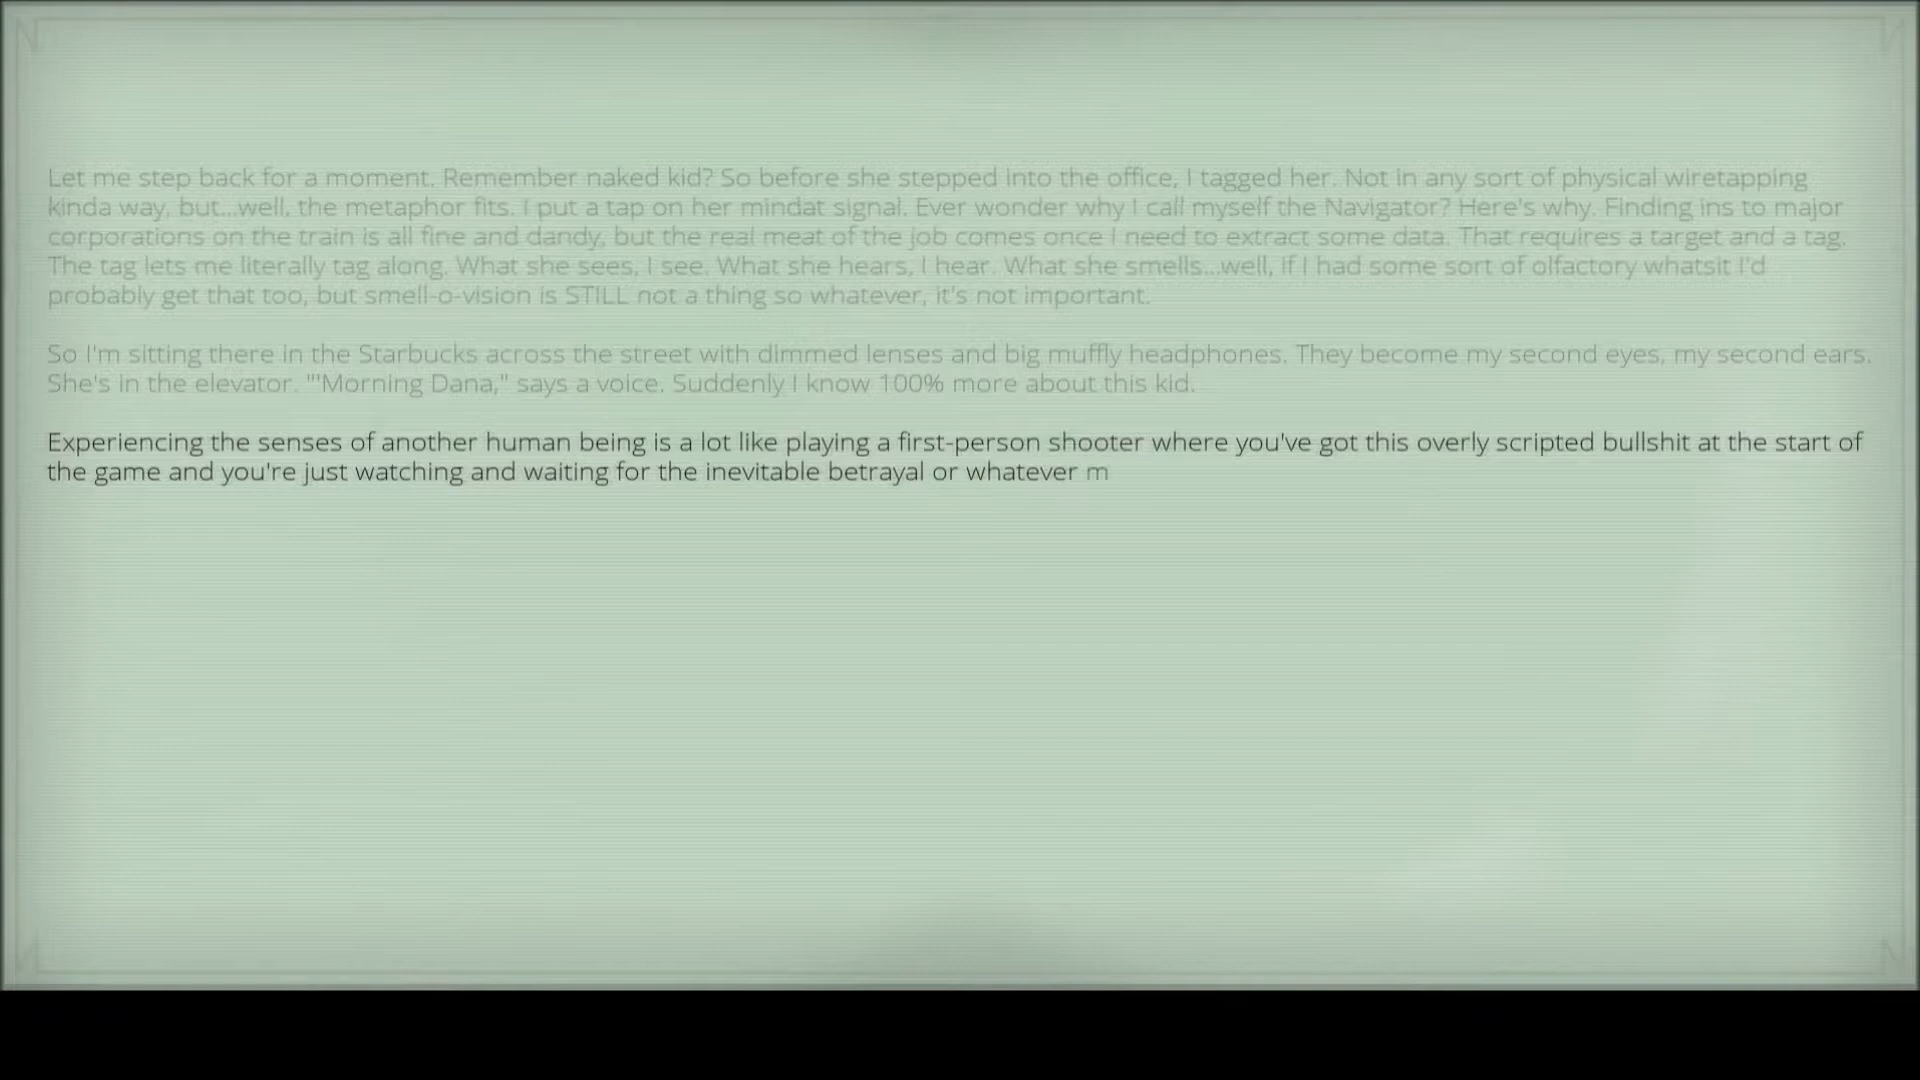 Let me step back for a moment. Remember naked kid? So before she stepped into the office, I tagged her. Not in any sort of physical wiretapping
kinda way, but...well, the metaphor fits. I put a tap on her mindat signal. Ever wonder why I call myself the Navigator? Here's why. Finding ins to major
corporations on the train is all fine and dandy, but the real meat of the job comes once I need to extract some data. That requires a target and a tag.
The tag lets me literally tag along. What she sees, I see. What she hears, I hear. What she smells...well, if I had some sort of olfactory whatsit I'd
probably get that too, but smell-o-vision is STILL not a thing so whatever, it's not important.
So I'm sitting there in the Starbucks across the street with dimmed lenses and big muffly headphones. They become my second eyes, my second ears.
She's in the elevator. "'Morning Dana," says a voice. Suddenly I know 100% more about this kid.
Experiencing the senses of another human being is a lot like playing a first-person shooter where you've got this overly scripted bullshit at the start of
the game and you're just watching and waiting for the inevitable betrayal or whatever m